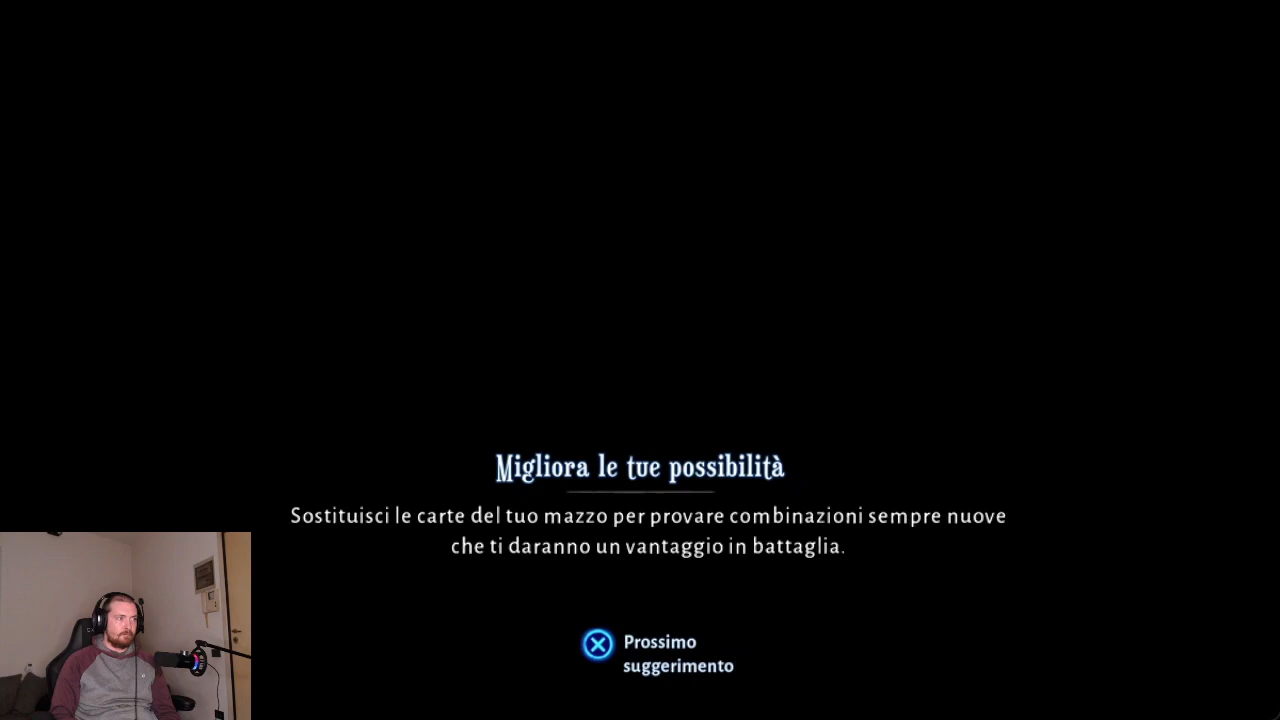 Migliora le tue possibilità
Sostituisci le carte del tuo mazzo per provare combinazioni sempre nuove
che ti daranno un vantaggio in battaglia.
Prossimo
suggerimento